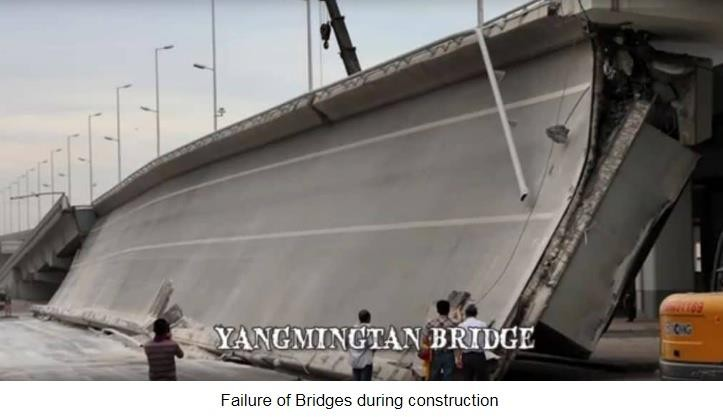 YANGMINGTAN BRIDGE
Failure of Bridges during construction